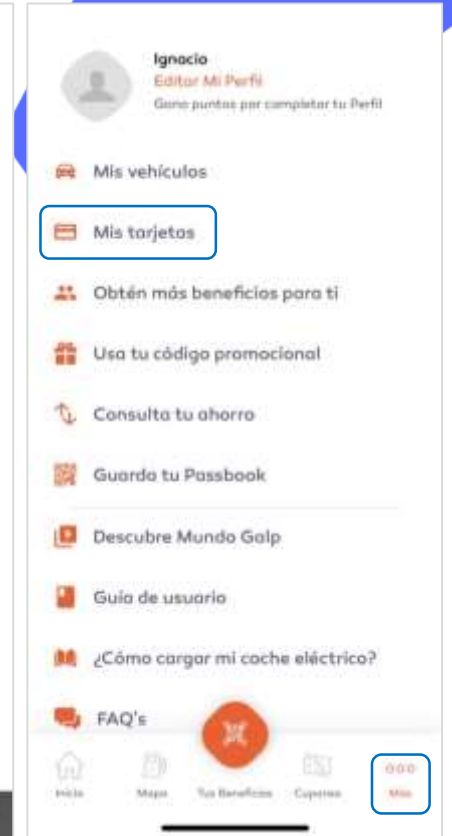 Ignacio
Editar Mi Perfil
Gana puntos por completar tu Perfil
Mis vehículos
Mis tarjetas
Obtén más beneficios para ti
Usa tu código promocional
Consulta tu ahorro
Guarda tu Passbook
Descubre Mundo Galp
Guía de usuario
¿Cómo cargar mi coche eléctrico?
FAQ's
Inicio Mapa Tus Beneficios Cupones Más